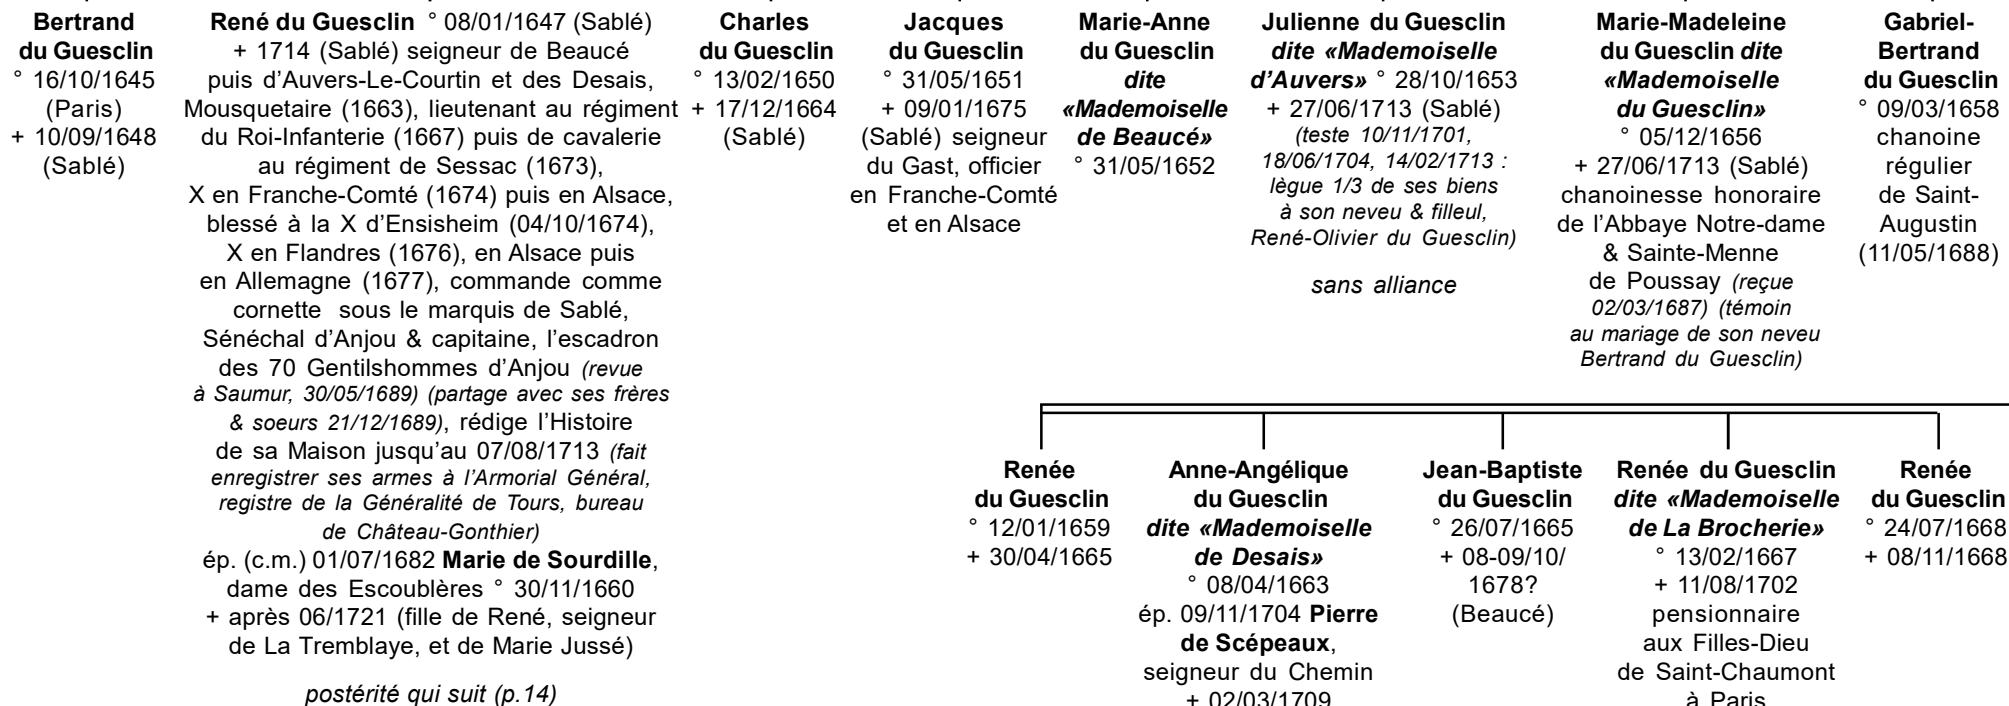 Bertrand
du Guesclin
° 16/10/1645
(Paris)
+ 10/09/1648
(Sablé)
René du Guesclin ° 08/01/1647 (Sablé)
+ 1714 (Sablé) seigneur de Beaucé
puis d’Auvers-Le-Courtin et des Desais,
Mousquetaire (1663), lieutenant au régiment
du Roi-Infanterie (1667) puis de cavalerie
au régiment de Sessac (1673),
X en Franche-Comté (1674) puis en Alsace,
blessé à la X d’Ensisheim (04/10/1674),
X en Flandres (1676), en Alsace puis
en Allemagne (1677), commande comme
cornette sous le marquis de Sablé,
Sénéchal d’Anjou & capitaine, l’escadron
des 70 Gentilshommes d’Anjou (revue
à Saumur, 30/05/1689) (partage avec ses frères
& soeurs 21/12/1689), rédige l’Histoire
de sa Maison jusqu’au 07/08/1713 (fait
enregistrer ses armes à l’Armorial Général,
registre de la Généralité de Tours, bureau
de Château-Gonthier)
ép. (c.m.) 01/07/1682 Marie de Sourdille,
dame des Escoublères ° 30/11/1660
+ après 06/1721 (fille de René, seigneur
de La Tremblaye, et de Marie Jussé)
postérité qui suit (p.14)
Charles
du Guesclin
° 13/02/1650
+ 17/12/1664
(Sablé)
Jacques
du Guesclin
° 31/05/1651
+ 09/01/1675
(Sablé) seigneur
du Gast, officier
en Franche-Comté
et en Alsace
Marie-Anne
du Guesclin
dite
«Mademoiselle
de Beaucé»
° 31/05/1652
Julienne du Guesclin
dite «Mademoiselle
d’Auvers» ° 28/10/1653
+ 27/06/1713 (Sablé)
(teste 10/11/1701,
18/06/1704, 14/02/1713 :
lègue 1/3 de ses biens
à son neveu & filleul,
René-Olivier du Guesclin)
sans alliance
Marie-Madeleine
du Guesclin dite
«Mademoiselle
du Guesclin»
° 05/12/1656
+ 27/06/1713 (Sablé)
chanoinesse honoraire
de l’Abbaye Notre-dame
& Sainte-Menne
de Poussay (reçue
02/03/1687) (témoin
au mariage de son neveu
Bertrand du Guesclin)
Gabriel-
Bertrand
du Guesclin
° 09/03/1658
chanoine
régulier
de Saint-
Augustin
(11/05/1688)
Renée
du Guesclin
° 12/01/1659
+ 30/04/1665
Anne-Angélique
du Guesclin
dite «Mademoiselle
de Desais»
° 08/04/1663
ép. 09/11/1704 Pierre
de Scépeaux,
seigneur du Chemin
+ 02/03/1709
Jean-Baptiste
du Guesclin
° 26/07/1665
+ 08-09/10/
1678?
(Beaucé)
Renée du Guesclin
dite «Mademoiselle
de La Brocherie»
° 13/02/1667
+ 11/08/1702
pensionnaire
aux Filles-Dieu
de Saint-Chaumont
à Paris
Renée
du Guesclin
° 24/07/1668
+ 08/11/1668